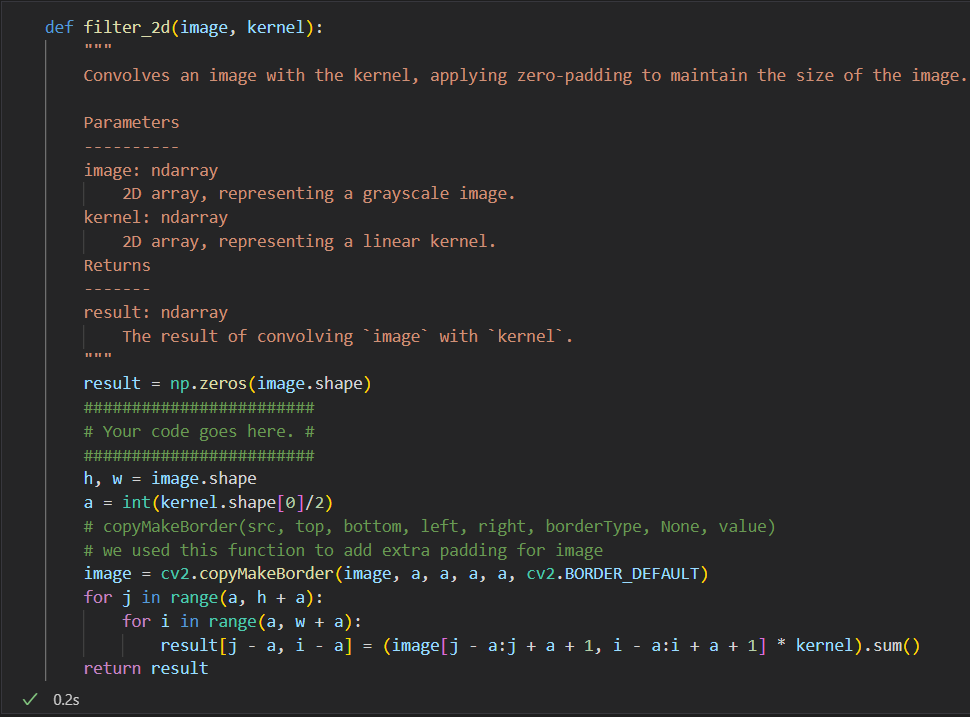 def filter_2d(image, kernel):
    """
    Convolves an image with the kernel, applying zero-padding to maintain the size of the image.

    Parameters
    ----------
    image: ndarray
        2D array, representing a grayscale image.
    kernel: ndarray
        2D array, representing a linear kernel.
    Returns
    -------
    result: ndarray
        The result of convolving `image` with `kernel`.
    """
    result = np.zeros(image.shape)
    ########################
    # Your code goes here. #
    ########################
    h, w = image.shape
    a = int(kernel.shape[0]/2)
    # copyMakeBorder(src, top, bottom, left, right, borderType, None, value)
    # we used this function to add extra padding for image
    image = cv2.copyMakeBorder(image, a, a, a, a, cv2.BORDER_DEFAULT)
    for j in range(a, h + a):
        for i in range(a, w + a):
            result[j - a, i - a] = (image[j - a:j + a + 1, i - a:i + a + 1] * kernel).sum()
    return result
✓ 0.2s